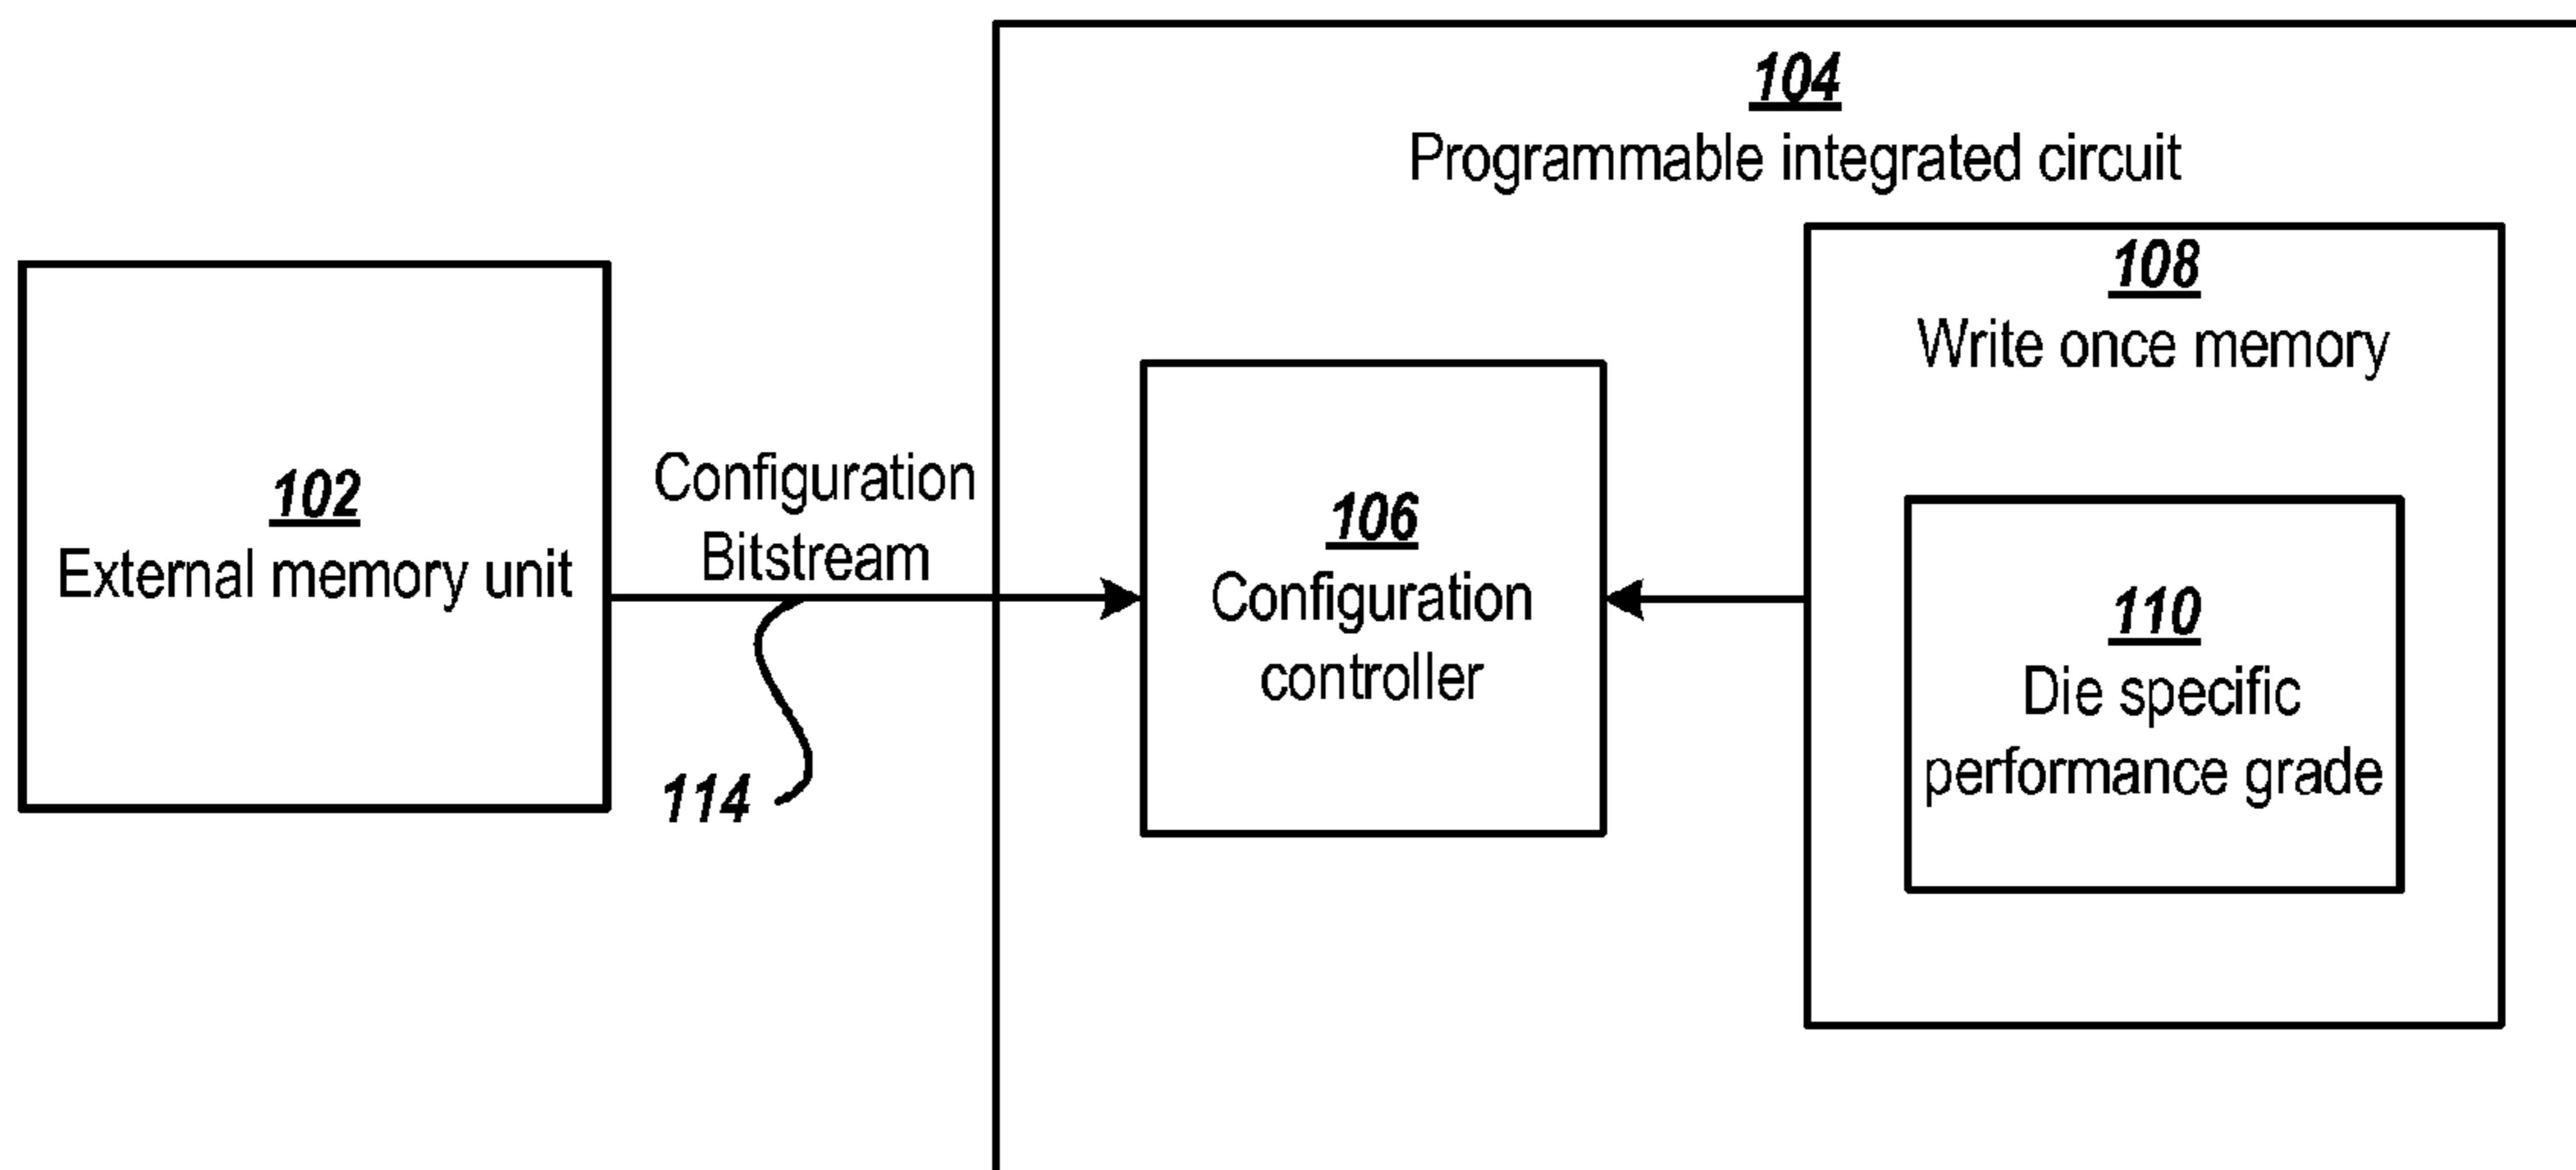 104
Programmable integrated circuit
108
Write once memory
102
External memory unit
Configuration
Bitstream
114
106
Configuration
controller
110
Die specific
performance grade